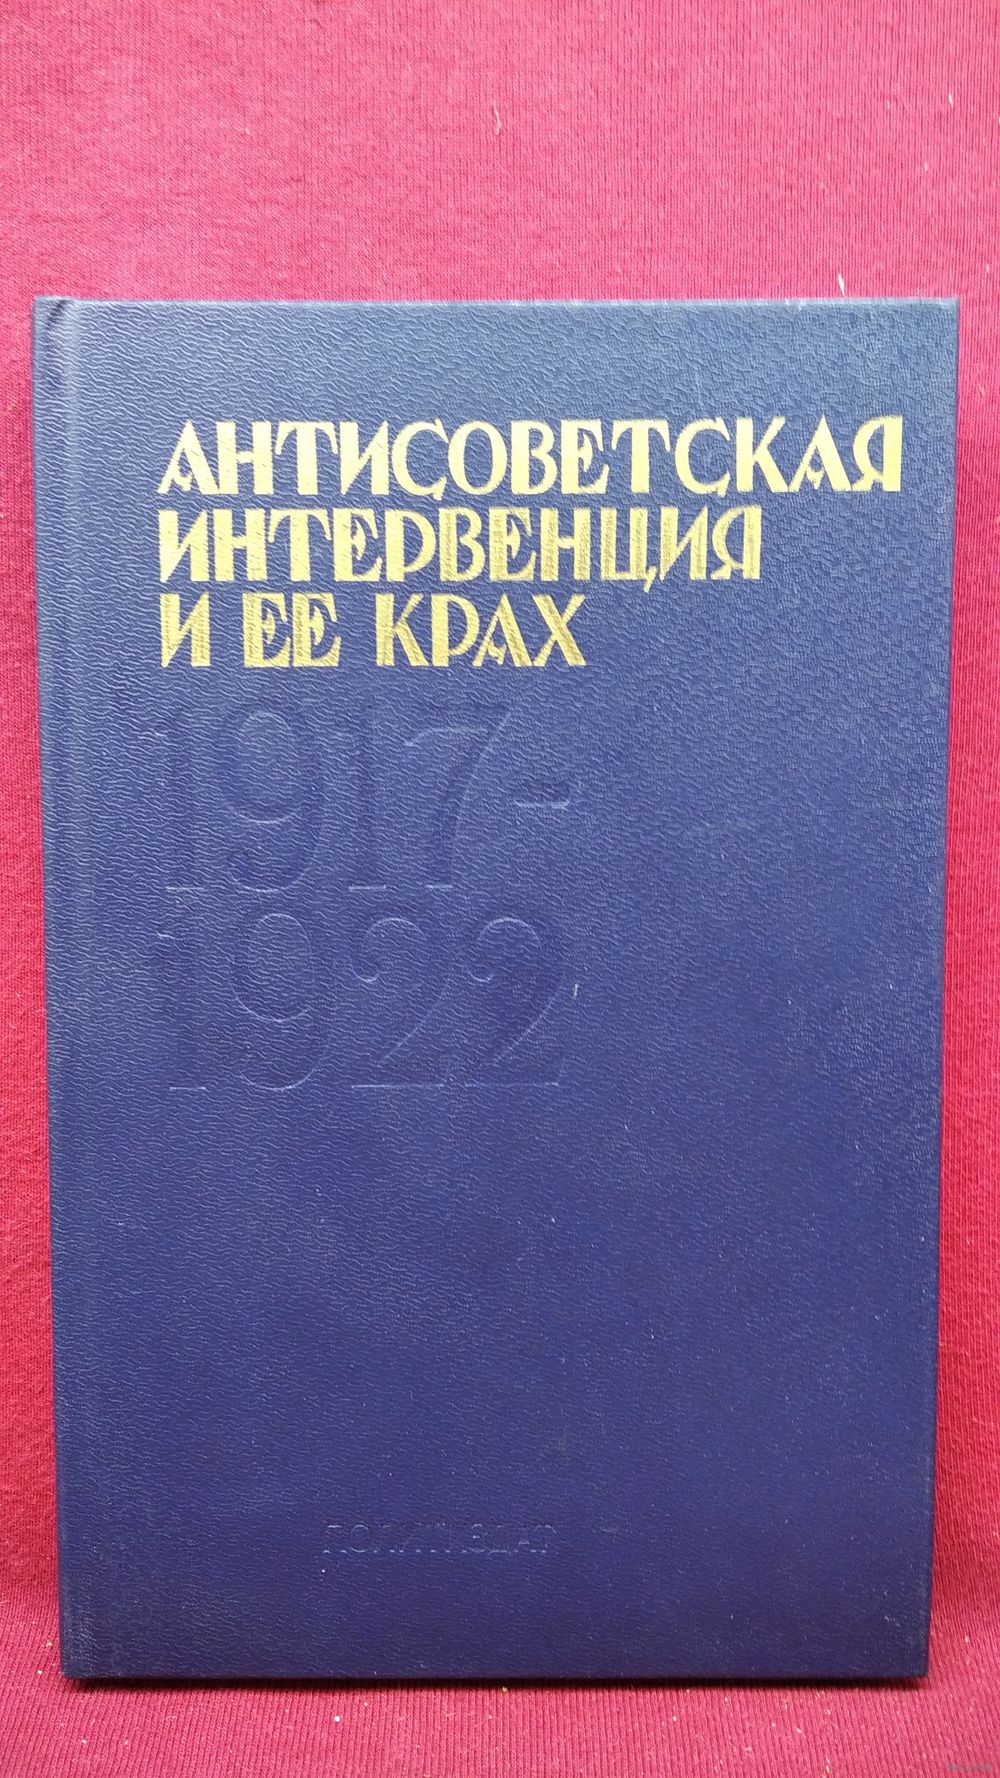 АНТИСОВЕТСКАЯ
ИНТЕРВЕНЦИЯ
И ЕЕ КРАХ
1917-
1922
ПОЛИТИЗДАТ